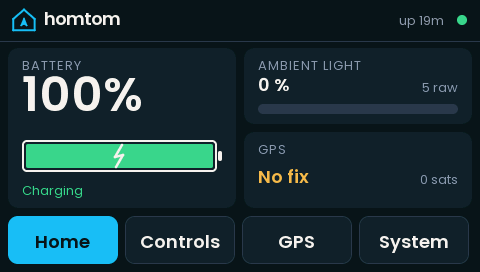 homtom
up 19m
BATTERY
100%
Charging
AMBIENT LIGHT
0 %
5 raw
GPS
No fix
0 sats
Home
Controls
GPS
System